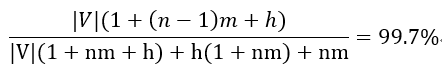 |V|(1 + (n − 1)m + h)
|V|(1 + nm + h) + h(1 + nm) + nm = 99.7%